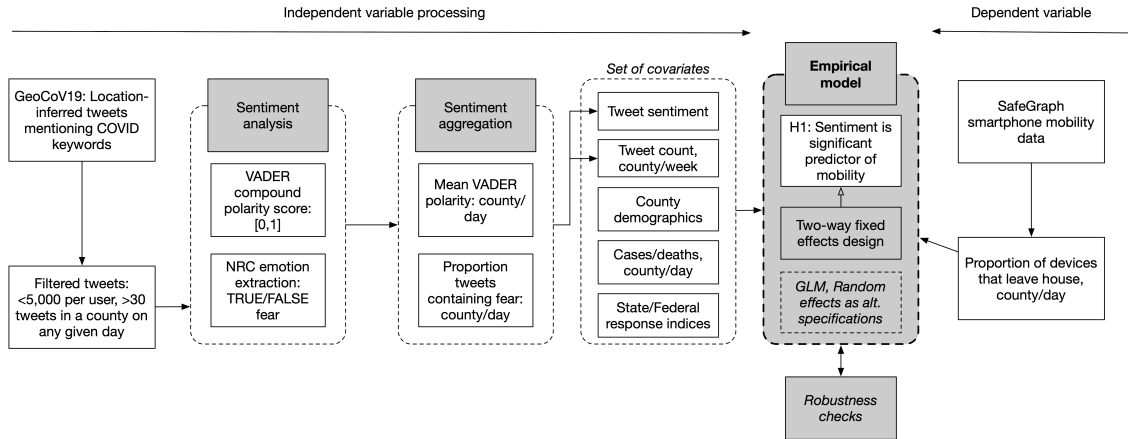 Independent variable processing
Dependent variable
GeoCoV19: Location-
inferred tweets
mentioning COVID
keywords
Filtered tweets:
<5,000 per user, >30
tweets in a county on
any given day
Sentiment
analysis
VADER
compound
polarity score:
[0,1]
NRC emotion
extraction:
TRUE/FALSE
fear
Sentiment
aggregation
Mean VADER
polarity: county/
day
Proportion
tweets
containing fear:
county/day
Set of covariates
Tweet sentiment
Tweet count,
county/week
County
demographics
Cases/deaths,
county/day
State/Federal
response indices
Empirical
model
H1: Sentiment is
significant
predictor of
mobility
Two-way fixed
effects design
GLM, Random
effects as alt.
specifications
Robustness
checks
SafeGraph
smartphone mobility
data
Proportion of devices
that leave house,
county/day